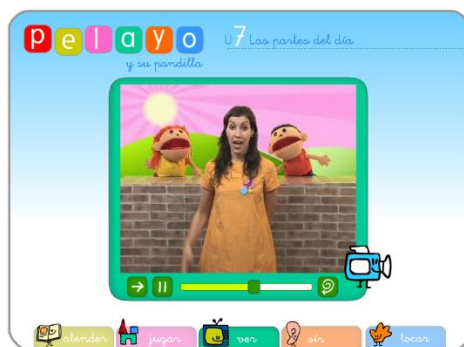 pelayo
y su pandilla
U7 Las partes del día
atender jugar ver oír tocar